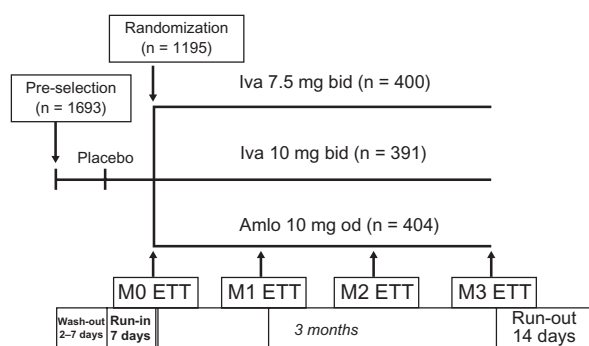 Randomization
(n = 1195)
Pre-selection
(n = 1693)
Iva 7.5 mg bid (n = 400)
Placebo
Iva 10 mg bid (n = 391)
Amlo 10 mg od (n = 404)
M0 ETT
M1 ETT
M2 ETT
M3 ETT
Wash-out
2–7 days
Run-in
7 days
3 months
Run-out
14 days